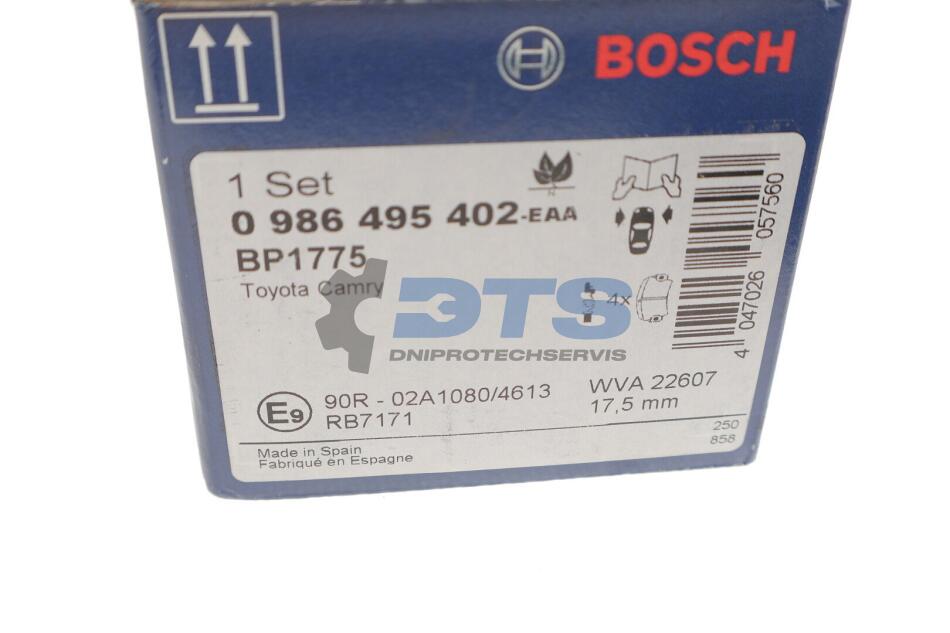 BOSCH
1 Set
0 986 495 402-EAA
BP1775
Toyota Camry
4x
ЭTS
DNIPROTECHSERVIS
E9
90R - 02A1080/4613
RB7171
WVA 22607
17,5 mm
250
858
Made in Spain
Fabriqué en Espagne
4 047026 057560